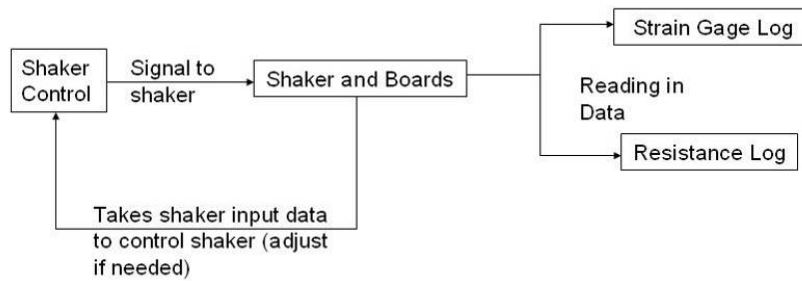 Strain Gage Log
Shaker
Control
Signal to
shaker
Shaker and Boards
Reading in
Data
Resistance Log
Takes shaker input data
to control shaker (adjust
if needed)